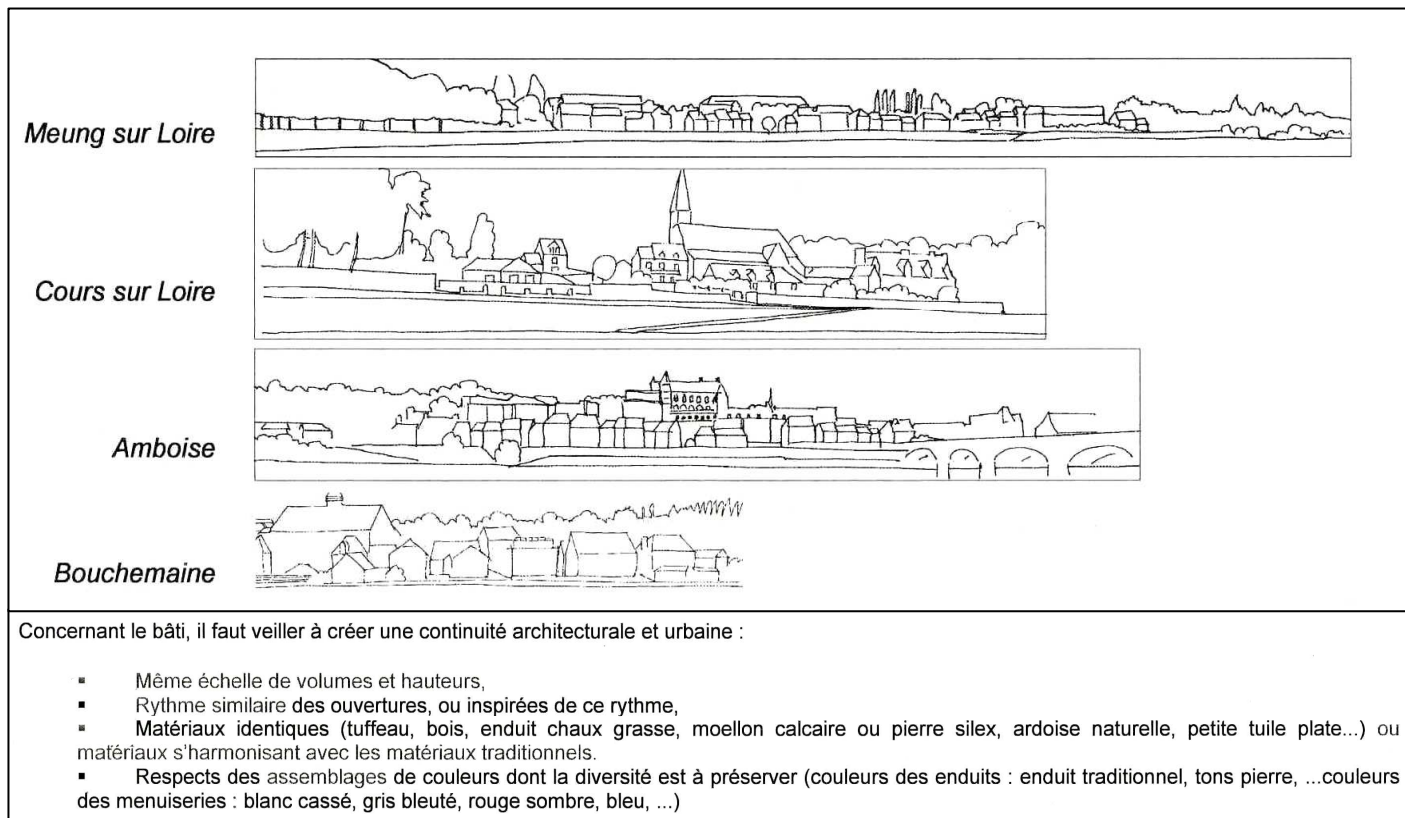 Meung sur Loire
Cours sur Loire
Amboise
Bouchemaine
Concernant le bâti, il faut veiller à créer une continuité architecturale et urbaine :
▪ Même échelle de volumes et hauteurs,
▪ Rythme similaire des ouvertures, ou inspirées de ce rythme,
▪ Matériaux identiques (tuffeau, bois, enduit chaux grasse, moellon calcaire ou pierre silex, ardoise naturelle, petite tuile plate...) ou
matériaux s'harmonisant avec les matériaux traditionnels.
▪ Respects des assemblages de couleurs dont la diversité est à préserver (couleurs des enduits : enduit traditionnel, tons pierre, ...couleurs
des menuiseries : blanc cassé, gris bleuté, rouge sombre, bleu, ...)